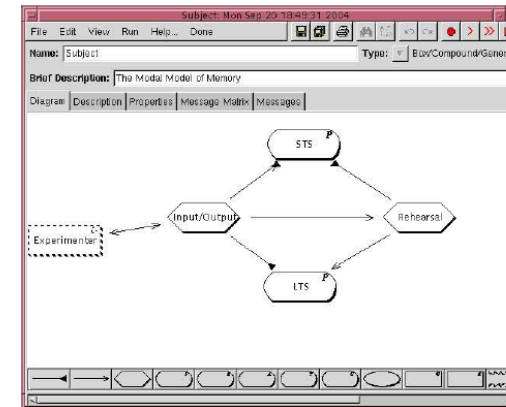 Subject: Mon Sep 20 18:49:31 2004
File Edit View Run Help... Done
Name: Subject Type: Box/Compound/Gener
Brief Description: The Modal Model of Memory
Diagram Description Properties Message Matrix Messages
P
STS
Input/Output
Rehearsal
C
Experimenter
P
LTS